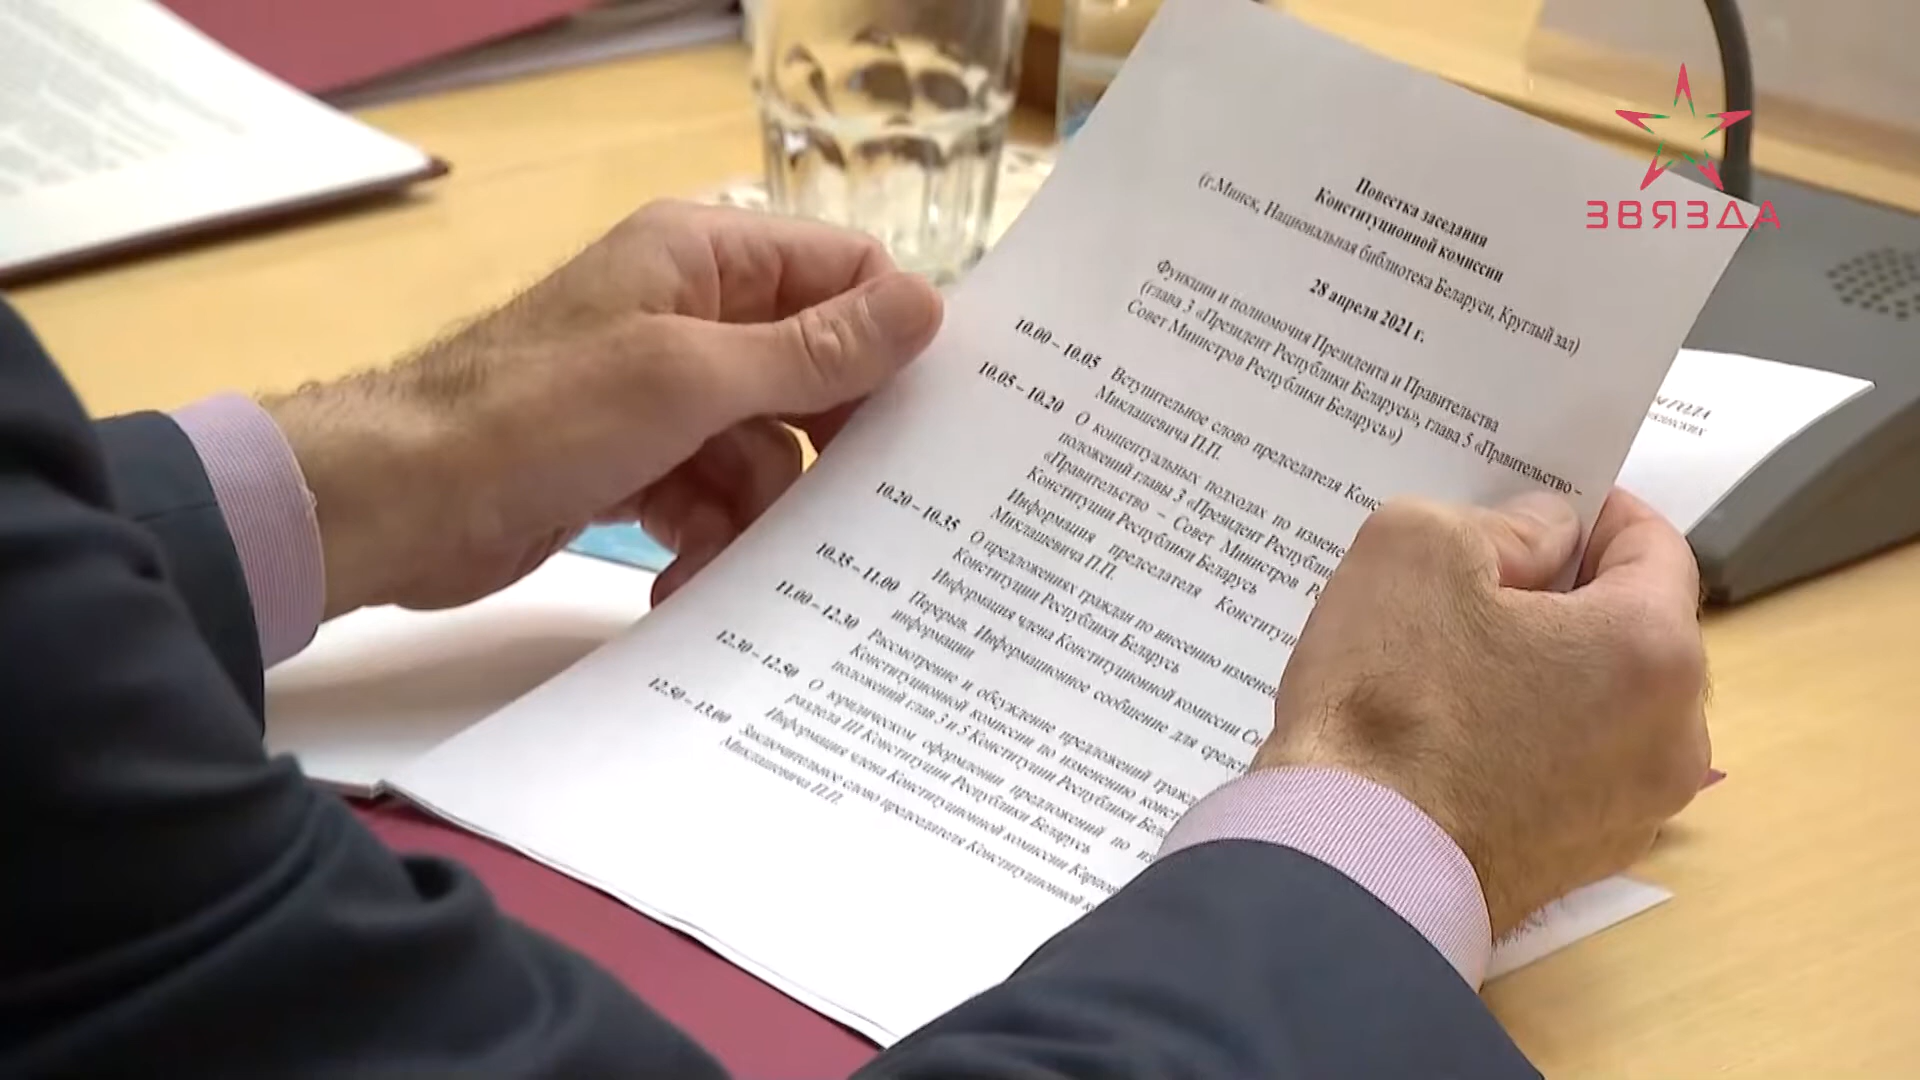 ЗВЯЗДА
Повестка заседания
Конституционной комиссии
(г.Минск, Национальная библиотека Беларуси, Круглый зал)
28 апреля 2021 г.
Функции и полномочия Президента и Правительства
(глава 3 «Президент Республики Беларусь», глава 5 «Правительство –
Совет Министров Республики Беларусь»)
10.00 – 10.05 Вступительное слово председателя
Миклашевича П.П.
10.05 – 10.20 О концептуальных подходах по
положений главы 3 «Президент
«Правительство – Совет Министров
Конституции Республики Беларусь
Информация председателя
Миклашевича П.П.
10.20 – 10.35 О предложениях граждан по внесению
Конституции Республики Беларусь
Информация члена Конституционной комиссии
10.35 – 11.00 Перерыв. Информационное сообщение для
информации
11.00 – 12.30 Рассмотрение и обсуждение предложений
Конституционной комиссии по изменению
положений глав 3 и 5 Конституции Республики
12.30 – 12.50 О юридическом оформлении предложений по
раздела III Конституции Республики Беларусь
Информация члена Конституционной комиссии
12.50 – 13.00 Заключительное слово председателя Конституционной
Миклашевича П.П.